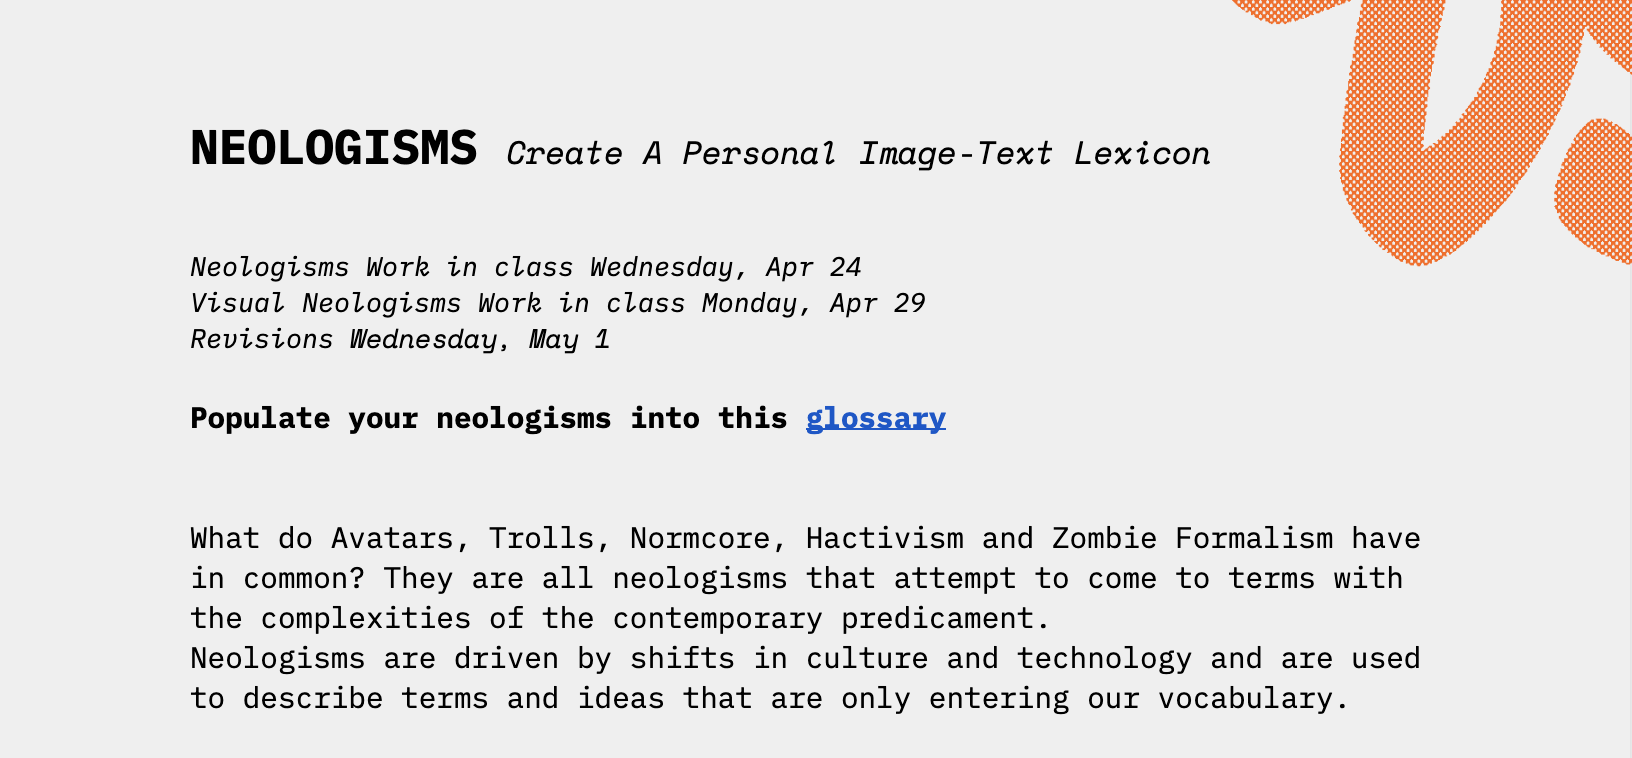 NEOLOGISMS Create A Personal Image-Text Lexicon
Neologisms Work in class Wednesday, Apr 24
Visual Neologisms Work in class Monday, Apr 29
Revisions Wednesday, May 1
Populate your neologisms into this glossary
What do Avatars, Trolls, Normcore, Hactivism and Zombie Formalism have
in common? They are all neologisms that attempt to come to terms with
the complexities of the contemporary predicament.
Neologisms are driven by shifts in culture and technology and are used
to describe terms and ideas that are only entering our vocabulary.